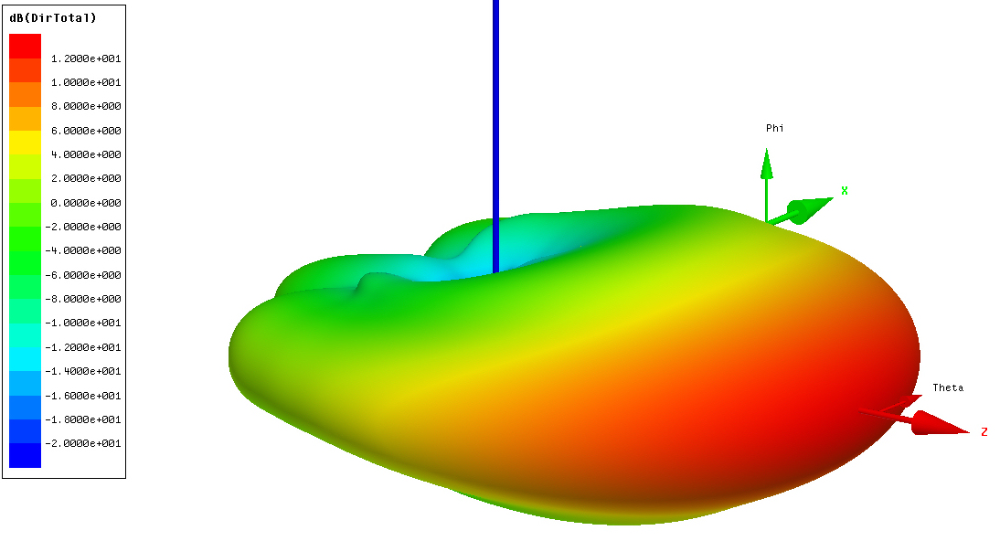 dB(DirTotal)
1.2000e+001
1.0000e+001
8.0000e+000
6.0000e+000
4.0000e+000
2.0000e+000
0.0000e+000
-2.0000e+000
-4.0000e+000
-6.0000e+000
-8.0000e+000
-1.0000e+001
-1.2000e+001
-1.4000e+001
-1.6000e+001
-1.8000e+001
-2.0000e+001
Phi
X
Theta
Z